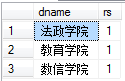 dname rs
1 法政学院 1
2 教育学院 1
3 数信学院 1